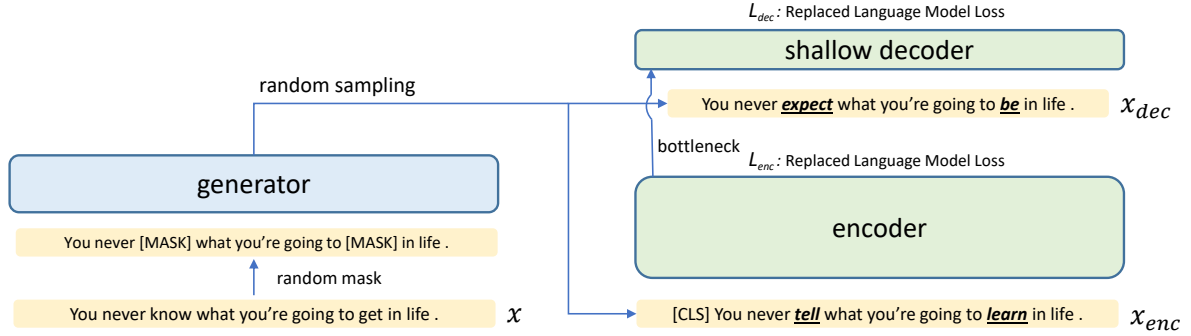 L_dec : Replaced Language Model Loss
shallow decoder
random sampling
You never expect what you're going to be in life .
x_dec
bottleneck
L_enc : Replaced Language Model Loss
generator
encoder
You never [MASK] what you're going to [MASK] in life .
random mask
You never know what you're going to get in life .
x
[CLS] You never tell what you're going to learn in life .
x_enc